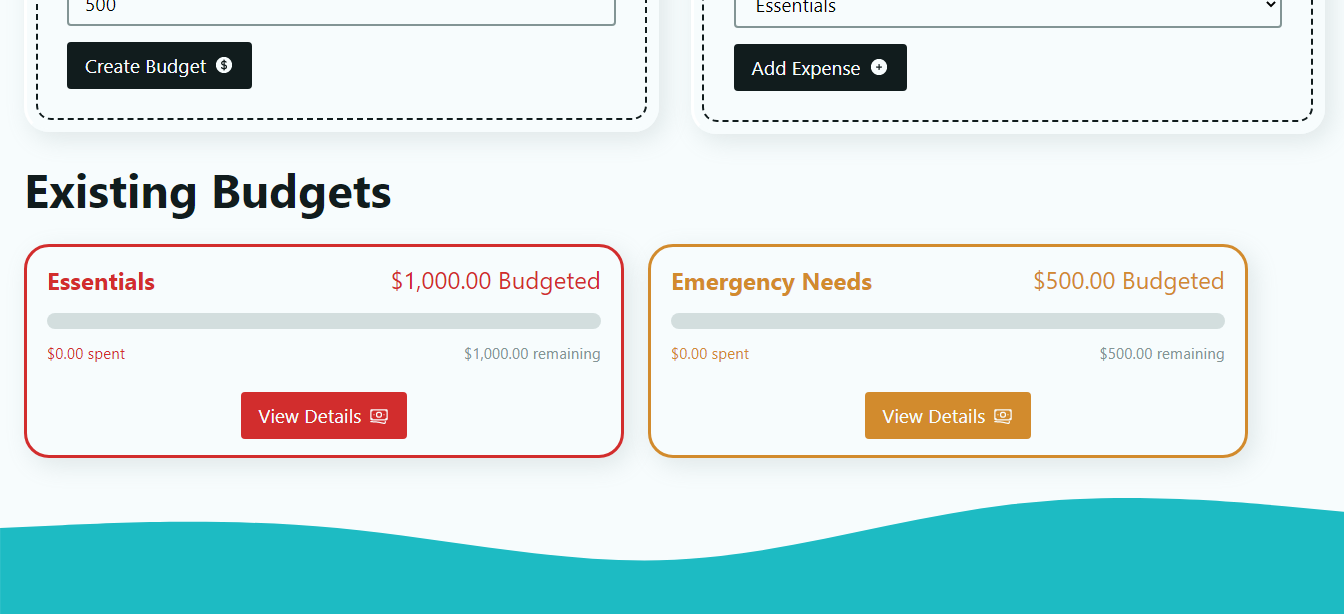 500
Essentials
Create Budget
Add Expense
Existing Budgets
Essentials $1,000.00 Budgeted
$0.00 spent $1,000.00 remaining
View Details
Emergency Needs $500.00 Budgeted
$0.00 spent $500.00 remaining
View Details